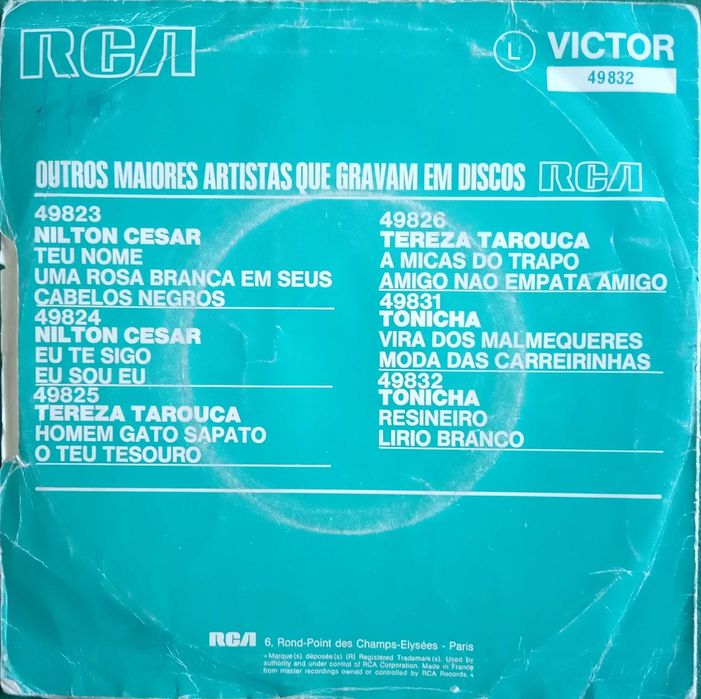 RCA
L VICTOR
49832
OUTROS MAIORES ARTISTAS QUE GRAVAM EM DISCOS RCA
49823
NILTON CESAR
TEU NOME
UMA ROSA BRANCA EM SEUS
CABELOS NEGROS
49824
NILTON CESAR
EU TE SIGO
EU SOU EU
49825
TEREZA TAROUCA
HOMEM GATO SAPATO
O TEU TESOURO
49826
TEREZA TAROUCA
A MICAS DO TRAPO
AMIGO NAO EMPATA AMIGO
49831
TONICHA
VIRA DOS MALMEQUERES
MODA DAS CARREIRINHAS
49832
TONICHA
RESINEIRO
LIRIO BRANCO
RCA 6, Rond-Point des Champs-Elysées - Paris
«Marque(s) déposée(s) (R) Registered Trademark(s). Used by
authority and under control of RCA Corporation. Made in France
from master recordings owned or controlled by RCA Records.»